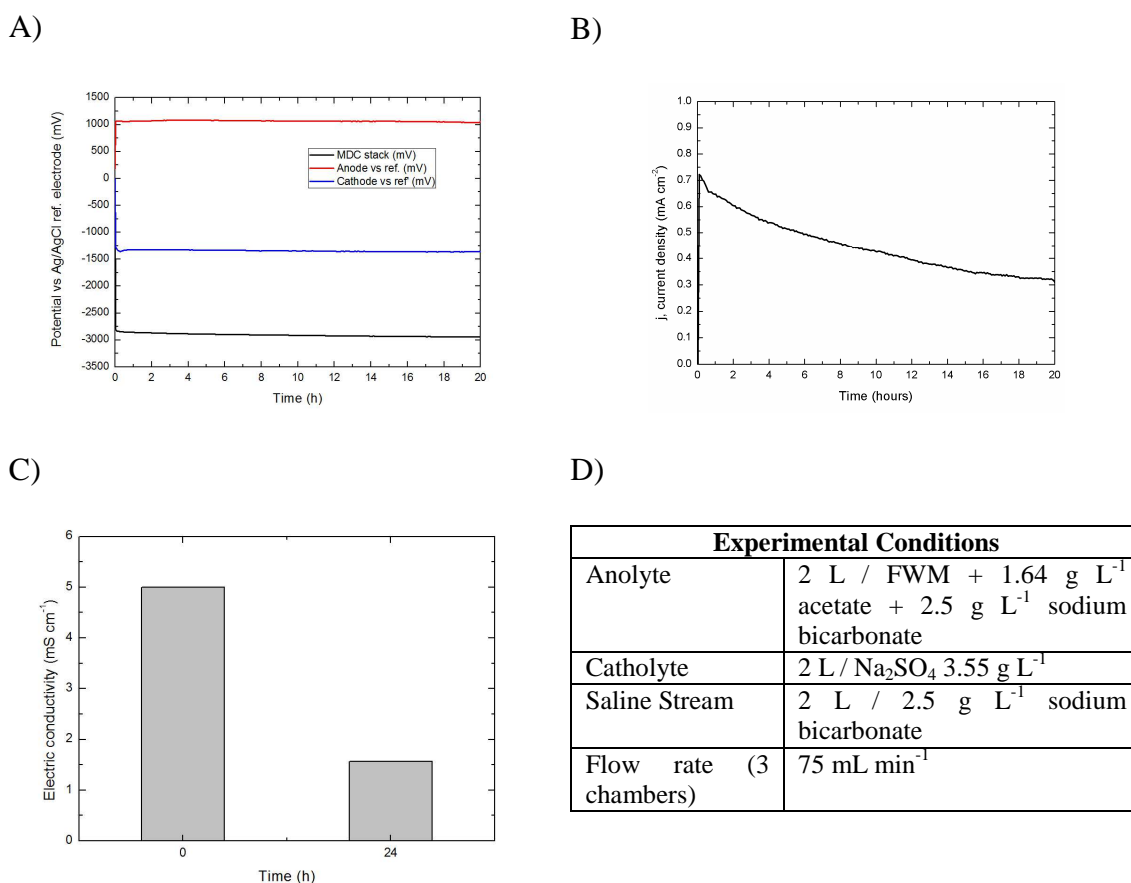 A)
B)
1500
1000
500
0
-500
-1000
-1500
-2000
-2500
-3000
-3500
Potential vs Ag/AgCl ref. electrode (mV)
MDC stack (mV)
Anode vs ref. (mV)
Cathode vs ref' (mV)
0 2 4 6 8 10 12 14 16 18 20
Time (h)
1.0
0.9
0.8
0.7
0.6
0.5
0.4
0.3
0.2
0.1
0.0
j, current density (mA cm-2)
0 2 4 6 8 10 12 14 16 18 20
Time (hours)
C)
D)
6
5
4
3
2
1
0
Electric conductivity (mS cm-1)
0 24
Time (h)
Experimental Conditions
Anolyte 2 L / FWM + 1.64 g L-1
acetate + 2.5 g L-1 sodium
bicarbonate
Catholyte 2 L / Na2SO4 3.55 g L-1
Saline Stream 2 L / 2.5 g L-1 sodium
bicarbonate
Flow rate (3 75 mL min-1
chambers)